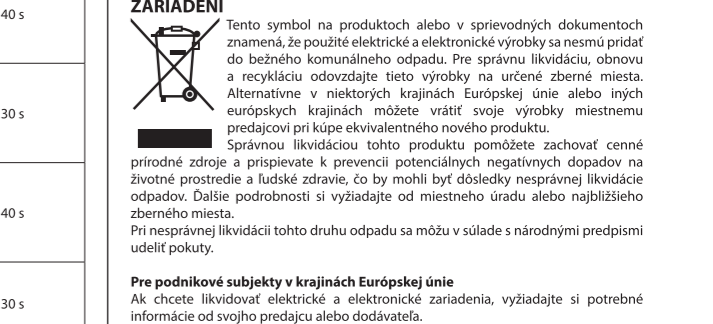 40 s
30 s
40 s
30 s
ZARIADENÍ
Tento symbol na produktoch alebo v sprievodných dokumentoch
znamená, že použité elektrické a elektronické výrobky sa nesmú pridať
do bežného komunálneho odpadu. Pre správnu likvidáciu, obnovu
a recykláciu odovzdajte tieto výrobky na určené zberné miesta.
Alternatívne v niektorých krajinách Európskej únie alebo iných
európskych krajinách môžete vrátiť svoje výrobky miestnemu
predajcovi pri kúpe ekvivalentného nového produktu.
Správnou likvidáciou tohto produktu pomôžete zachovať cenné
prírodné zdroje a prispievate k prevencii potenciálnych negatívnych dopadov na
životné prostredie a ľudské zdravie, čo by mohli byť dôsledky nesprávnej likvidácie
odpadov. Ďalšie podrobnosti si vyžiadajte od miestneho úradu alebo najbližšieho
zberného miesta.
Pri nesprávnej likvidácii tohto druhu odpadu sa môžu v súlade s národnými predpismi
udeliť pokuty.
Pre podnikové subjekty v krajinách Európskej únie
Ak chcete likvidovať elektrické a elektronické zariadenia, vyžiadajte si potrebné
informácie od svojho predajcu alebo dodávateľa.